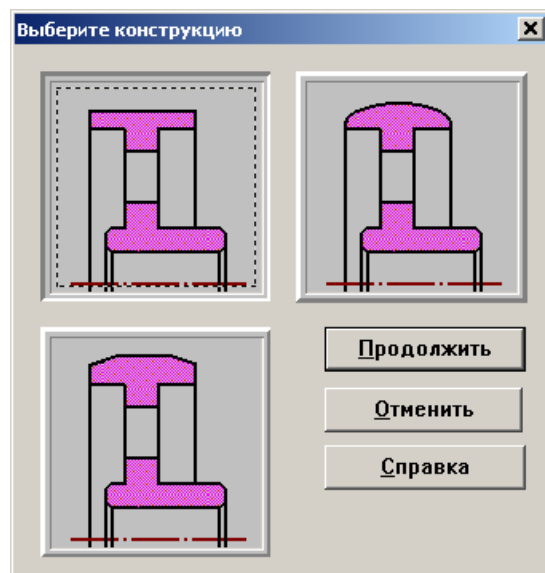 Выберите конструкцию
Продолжить
Отменить
Справка